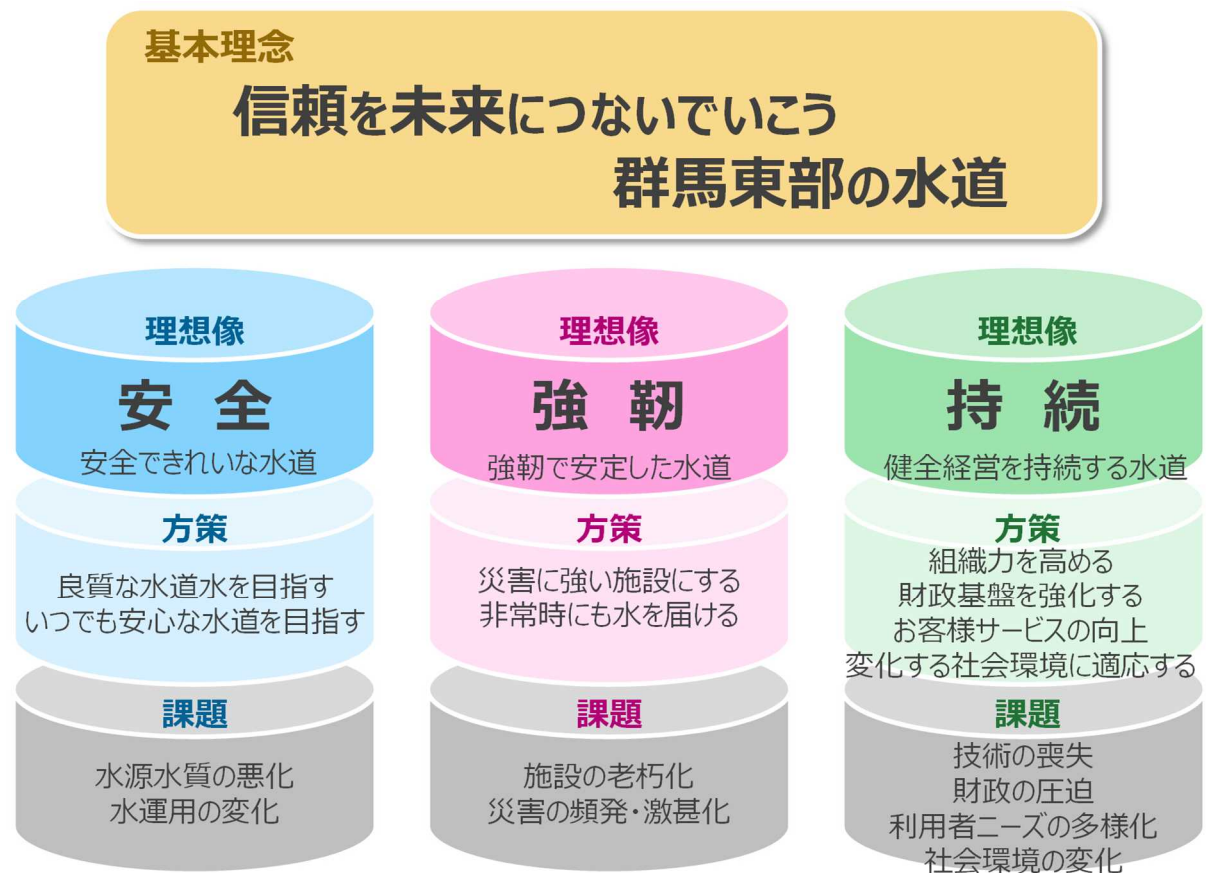 基本理念
信頼を未来につないでいこう
群馬東部の水道
理想像
安 全
安全できれいな水道
方策
良質な水道水を目指す
いつでも安心な水道を目指す
課題
水源水質の悪化
水運用の変化
理想像
強 靭
強靭で安定した水道
方策
災害に強い施設にする
非常時にも水を届ける
課題
施設の老朽化
災害の頻発・激甚化
理想像
持 続
健全経営を持続する水道
方策
組織力を高める
財政基盤を強化する
お客様サービスの向上
変化する社会環境に適応する
課題
技術の喪失
財政の圧迫
利用者ニーズの多様化
社会環境の変化